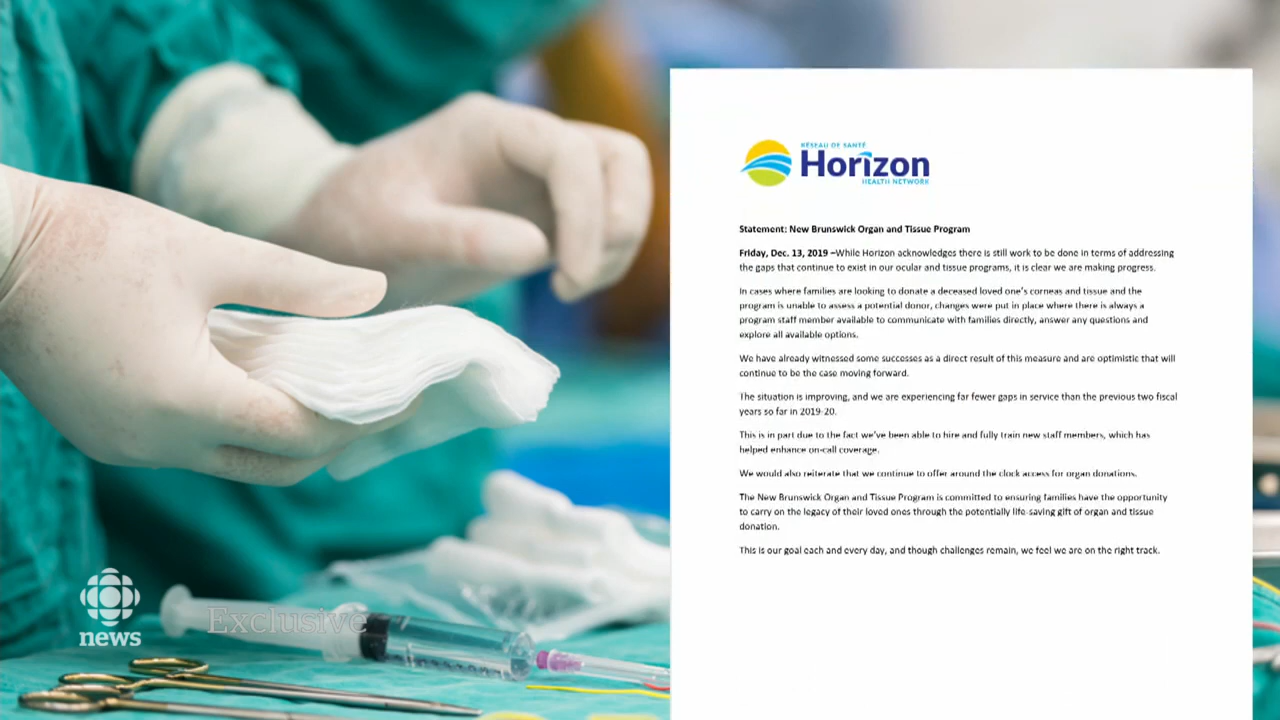 RÉSEAU DE SANTÉ
Horizon
HEALTH NETWORK
Statement: New Brunswick Organ and Tissue Program
Friday, Dec. 13, 2019 –While Horizon acknowledges there is still work to be done in terms of addressing
the gaps that continue to exist in our ocular and tissue programs, it is clear we are making progress.
In cases where families are looking to donate a deceased loved one's corneas and tissue and the
program is unable to assess a potential donor, changes were put in place where there is always a
program staff member available to communicate with families directly, answer any questions and
explore all available options.
We have already witnessed some successes as a direct result of this measure and are optimistic that will
continue to be the case moving forward.
The situation is improving, and we are experiencing far fewer gaps in service than the previous two fiscal
years so far in 2019-20.
This is in part due to the fact we've been able to hire and fully train new staff members, which has
helped enhance on-call coverage.
We would also reiterate that we continue to offer around the clock access for organ donations.
The New Brunswick Organ and Tissue Program is committed to ensuring families have the opportunity
to carry on the legacy of their loved ones through the potentially life-saving gift of organ and tissue
donation.
This is our goal each and every day, and though challenges remain, we feel we are on the right track.
Exclusive
news